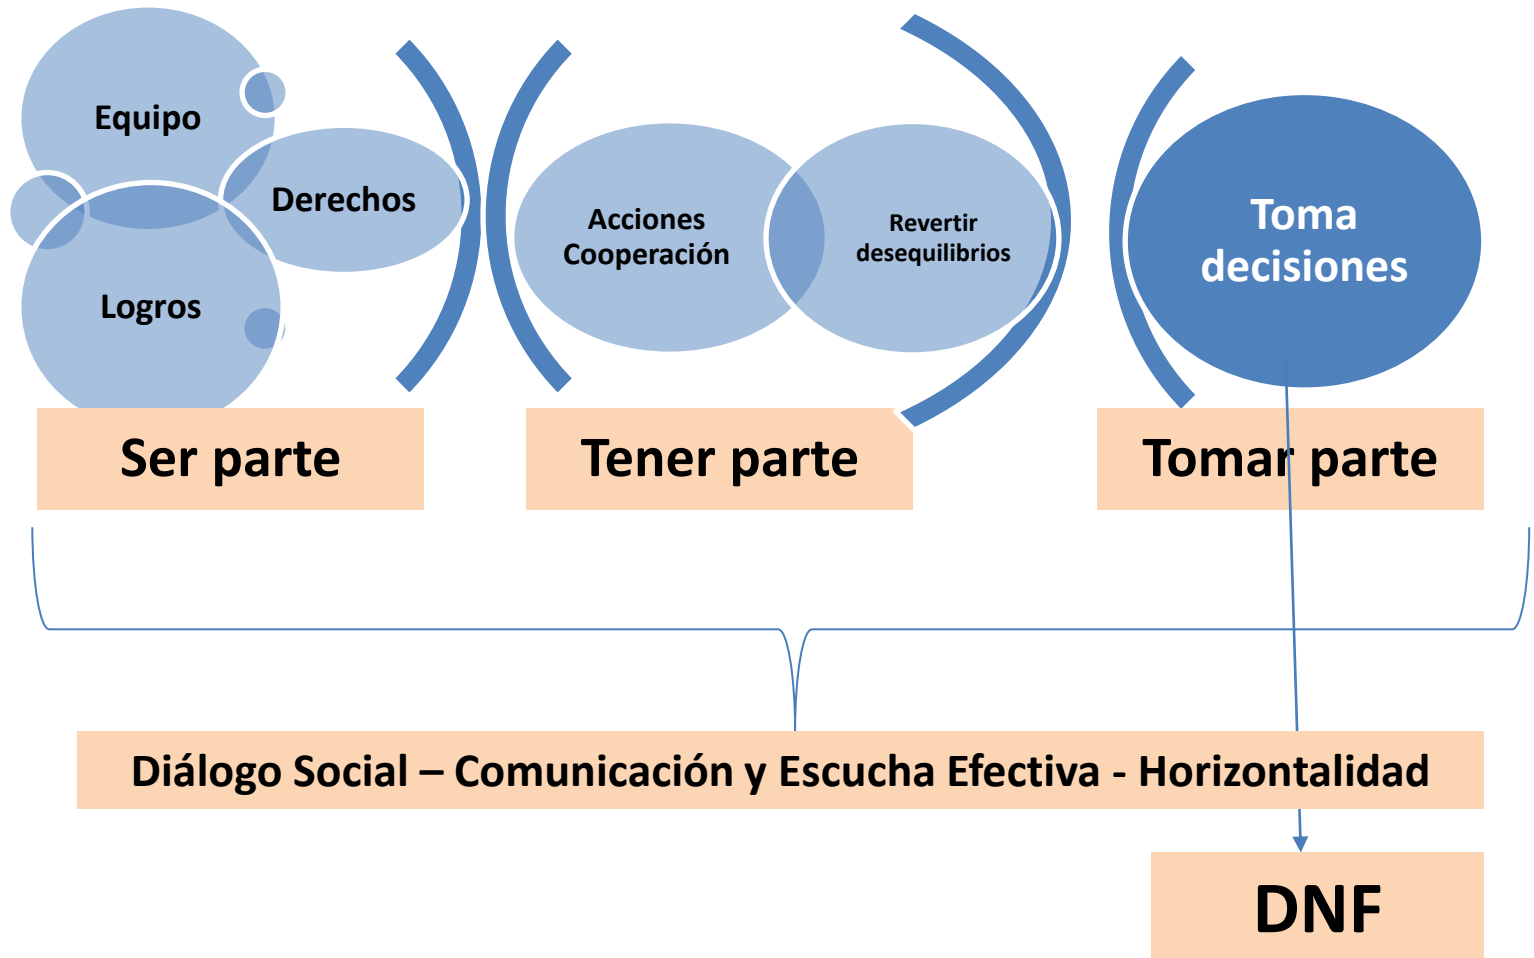 Equipo
Derechos
Logros
Acciones
Cooperación
Revertir
desequilibrios
Toma
decisiones
Ser parte
Tener parte
Tomar parte
Diálogo Social – Comunicación y Escucha Efectiva - Horizontalidad
DNF